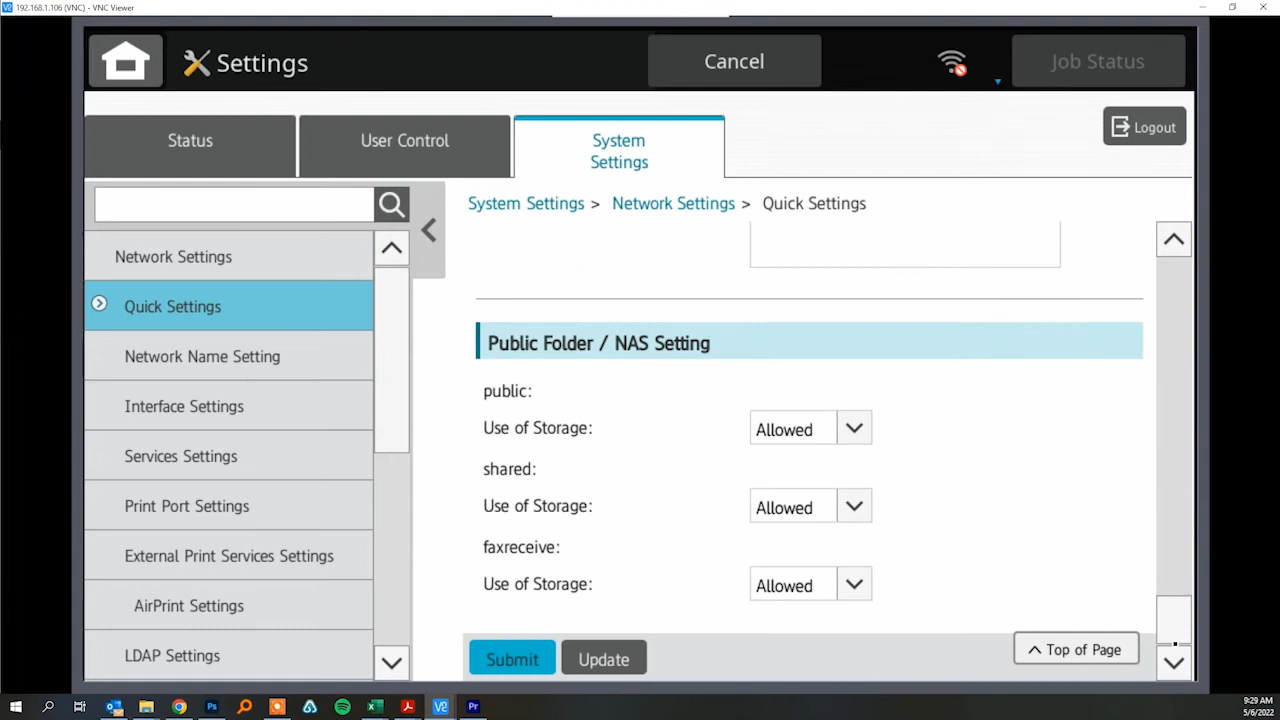 192.168.1.106 (VNC) - VNC Viewer
Settings
Cancel
Job Status
Status
User Control
System
Settings
Logout
System Settings > Network Settings > Quick Settings
Network Settings
Quick Settings
Network Name Setting
Interface Settings
Services Settings
Print Port Settings
External Print Services Settings
AirPrint Settings
LDAP Settings
Public Folder / NAS Setting
public:
Use of Storage: Allowed
shared:
Use of Storage: Allowed
faxreceive:
Use of Storage: Allowed
Submit
Update
Top of Page
9:29 AM
5/6/2022